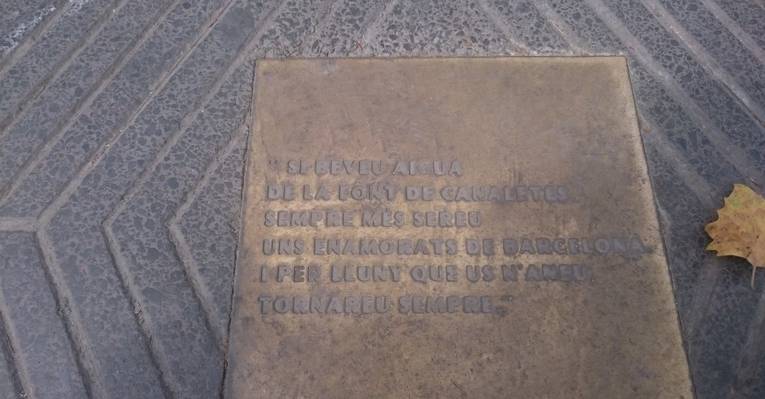 "SI BEVEU AIGUA
DE LA FONT DE CANALETES
SEMPRE MÉS SEREU
UNS ENAMORATS DE BARCELONA.
I PER LLUNT QUE US N'ANEU,
TORNAREU SEMPRE."